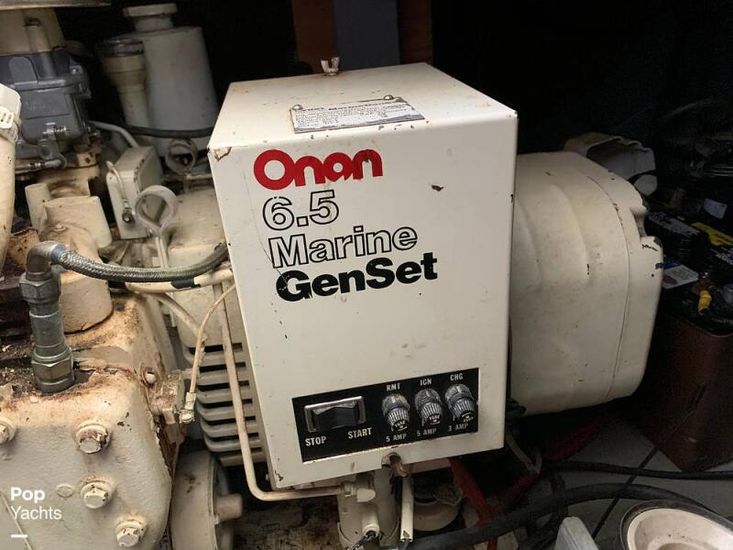 Onan
6.5
Marine
GenSet
RMT IGN CHG
STOP START 5 AMP 5 AMP 3 AMP
Pop
Yachts